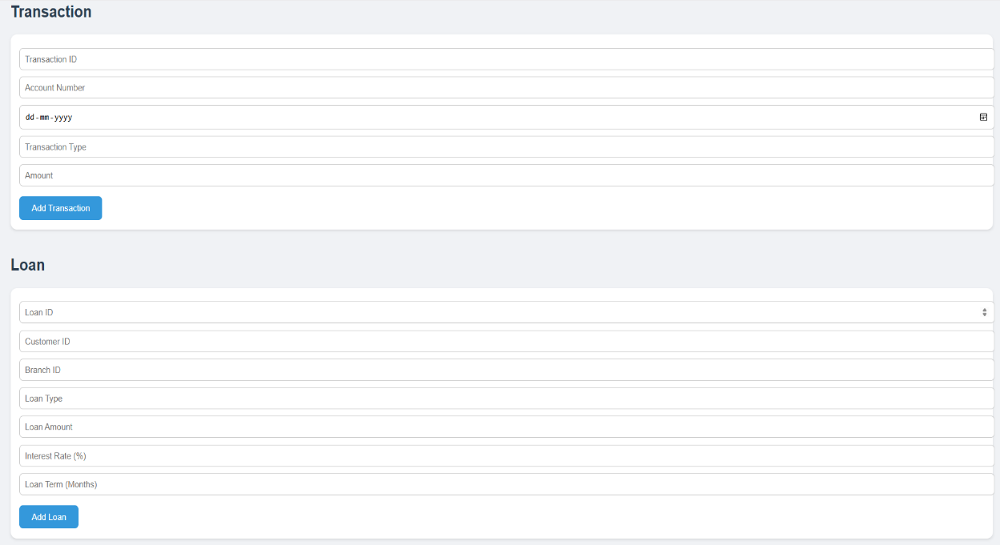 Transaction
Transaction ID
Account Number
dd-mm-yyyy
Transaction Type
Amount
Add Transaction
Loan
Loan ID
Customer ID
Branch ID
Loan Type
Loan Amount
Interest Rate (%)
Loan Term (Months)
Add Loan